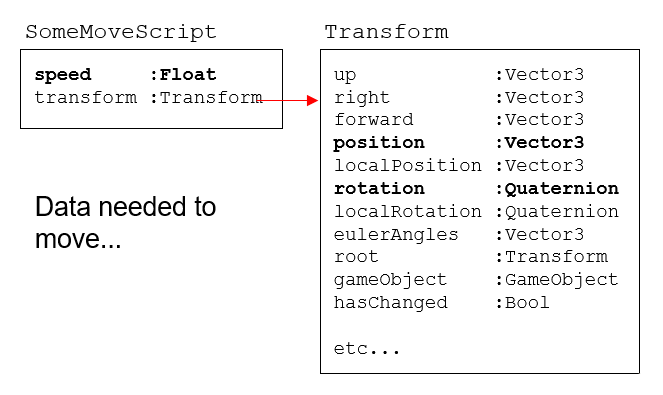 SomeMoveScript
speed :Float
transform :Transform
Data needed to
move...
Transform
up :Vector3
right :Vector3
forward :Vector3
position :Vector3
localPosition :Vector3
rotation :Quaternion
localRotation :Quaternion
eulerAngles :Vector3
root :Transform
gameObject :GameObject
hasChanged :Bool
etc...